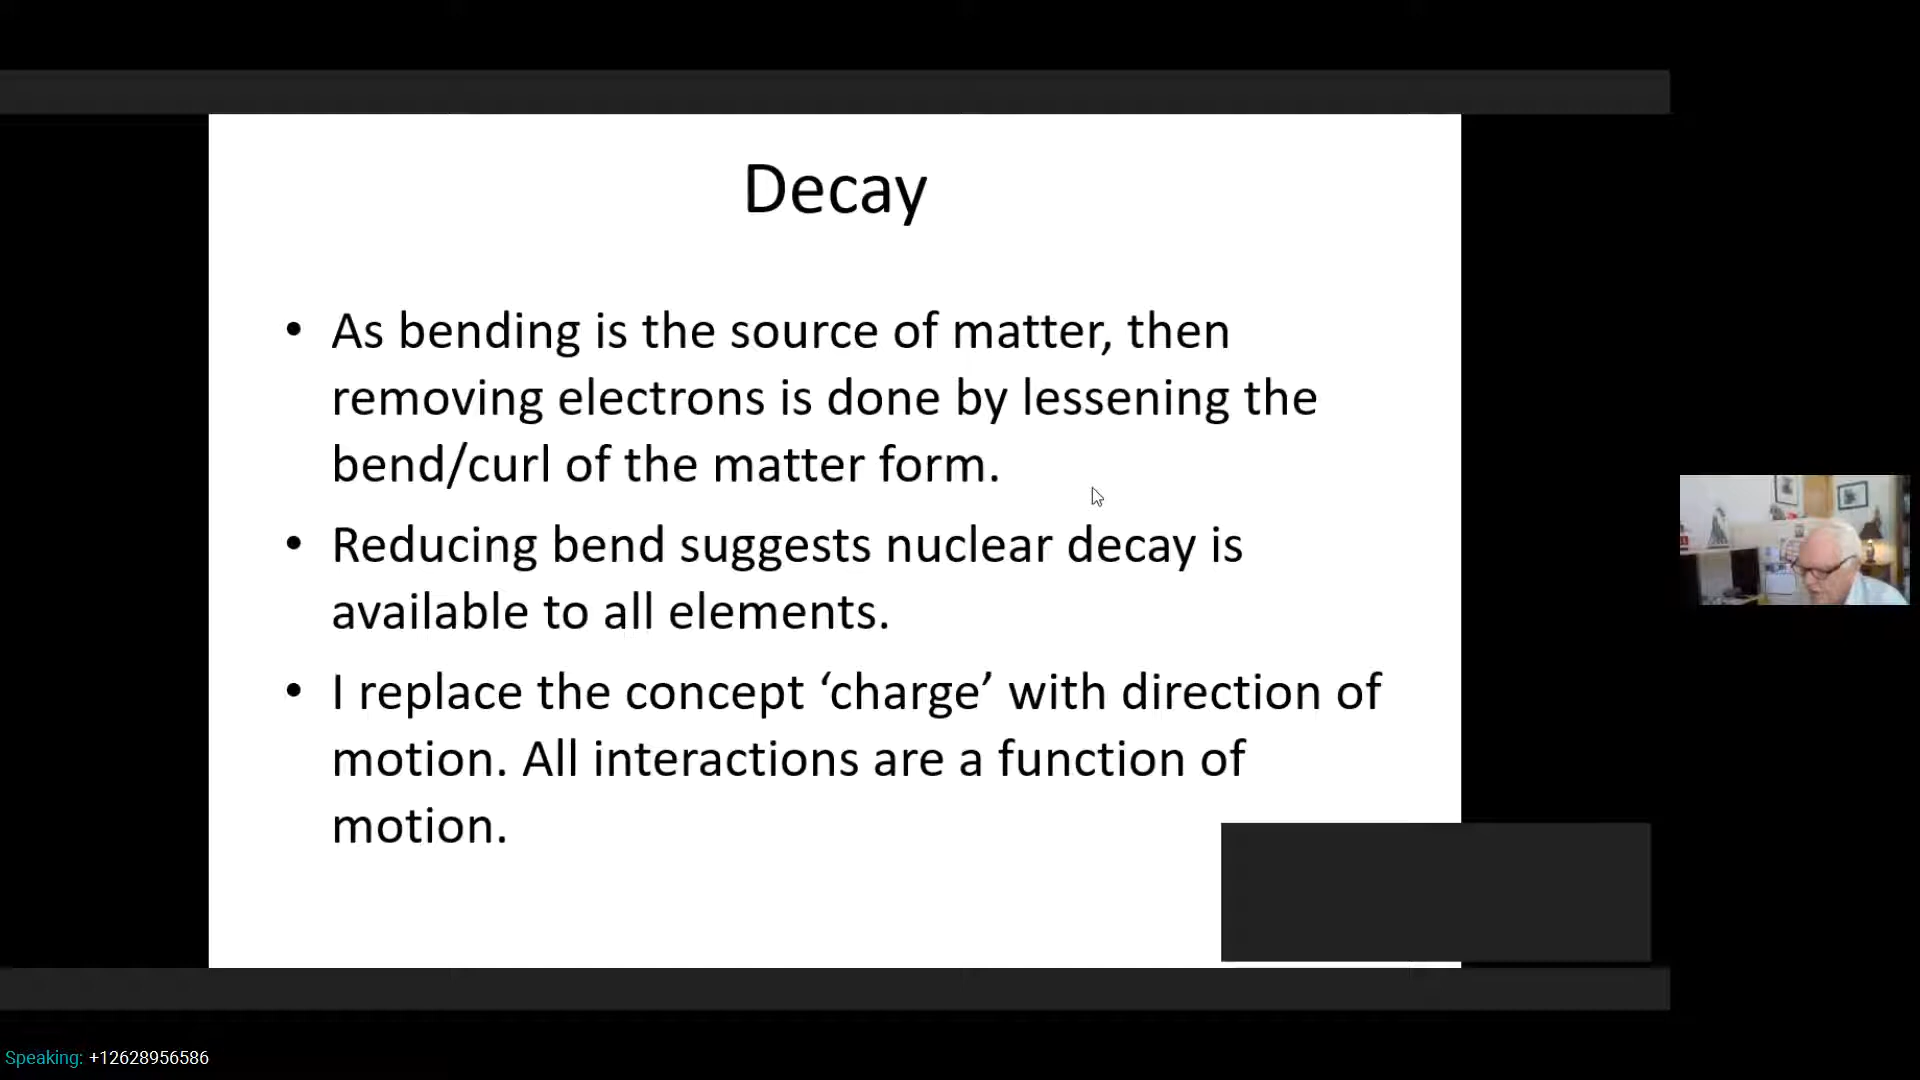 Decay
• As bending is the source of matter, then
removing electrons is done by lessening the
bend/curl of the matter form.
• Reducing bend suggests nuclear decay is
available to all elements.
• I replace the concept ‘charge’ with direction of
motion. All interactions are a function of
motion.
Speaking: +12628956586